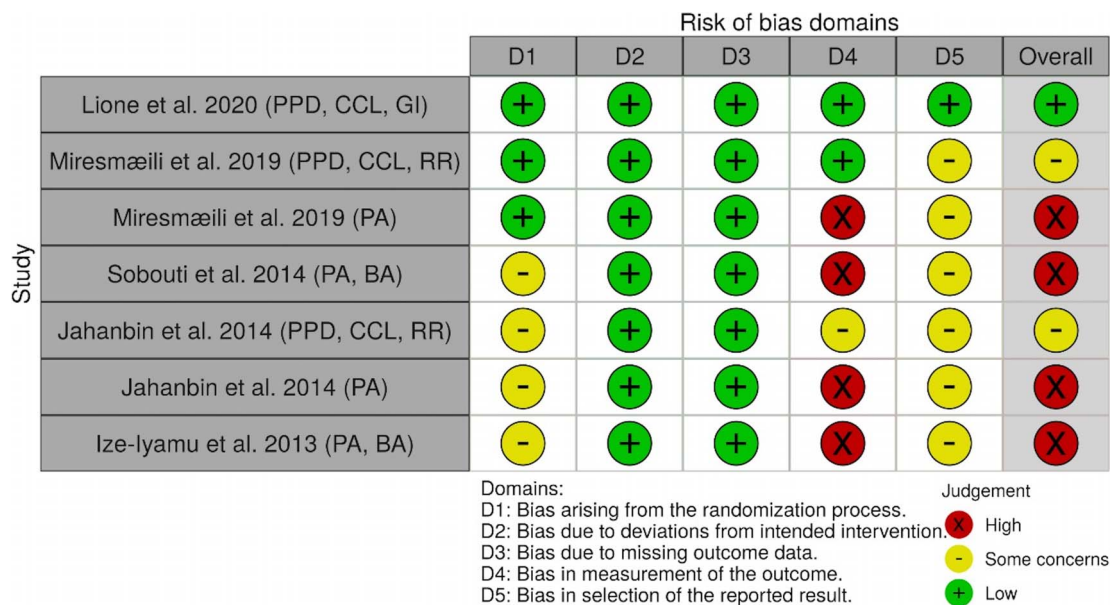 Risk of bias domains
D1 D2 D3 D4 D5 Overall
Study
Lione et al. 2020 (PPD, CCL, GI) + + + + + +
Miresmæili et al. 2019 (PPD, CCL, RR) + + + + - -
Miresmæili et al. 2019 (PA) + + + X - X
Sobouti et al. 2014 (PA, BA) - + + X - X
Jahanbin et al. 2014 (PPD, CCL, RR) - + + - - -
Jahanbin et al. 2014 (PA) - + + X - X
Ize-Iyamu et al. 2013 (PA, BA) - + + X - X
Domains:
D1: Bias arising from the randomization process.
D2: Bias due to deviations from intended intervention.
D3: Bias due to missing outcome data.
D4: Bias in measurement of the outcome.
D5: Bias in selection of the reported result.
Judgement
X High
- Some concerns
+ Low